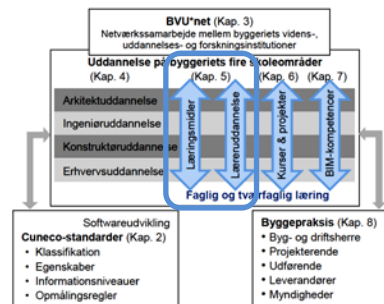 BVU*net (Kap. 3)
Netværkssamarbejde mellem byggeriets videns-,
uddannelses- og forskningsinstitutioner
Uddannelse på byggeriets fire skoleområder
(Kap. 4) (Kap. 5) (Kap. 6) (Kap. 7)
Arkitektuddannelse
Ingeniøruddannelse
Konstruktøruddannelse
Erhvervsuddannelse
Læringsmidler
Læreruddannelse
Kurser & projekter
BIM-kompetencer
Faglig og tværfaglig læring
Softwareudvikling
Cuneco-standarder (Kap. 2)
• Klassifikation
• Egenskaber
• Informationsniveauer
• Opmålingsregler
Byggepraksis (Kap. 8)
• Byg- og driftsherre
• Projekterende
• Udførende
• Leverandører
• Myndigheder